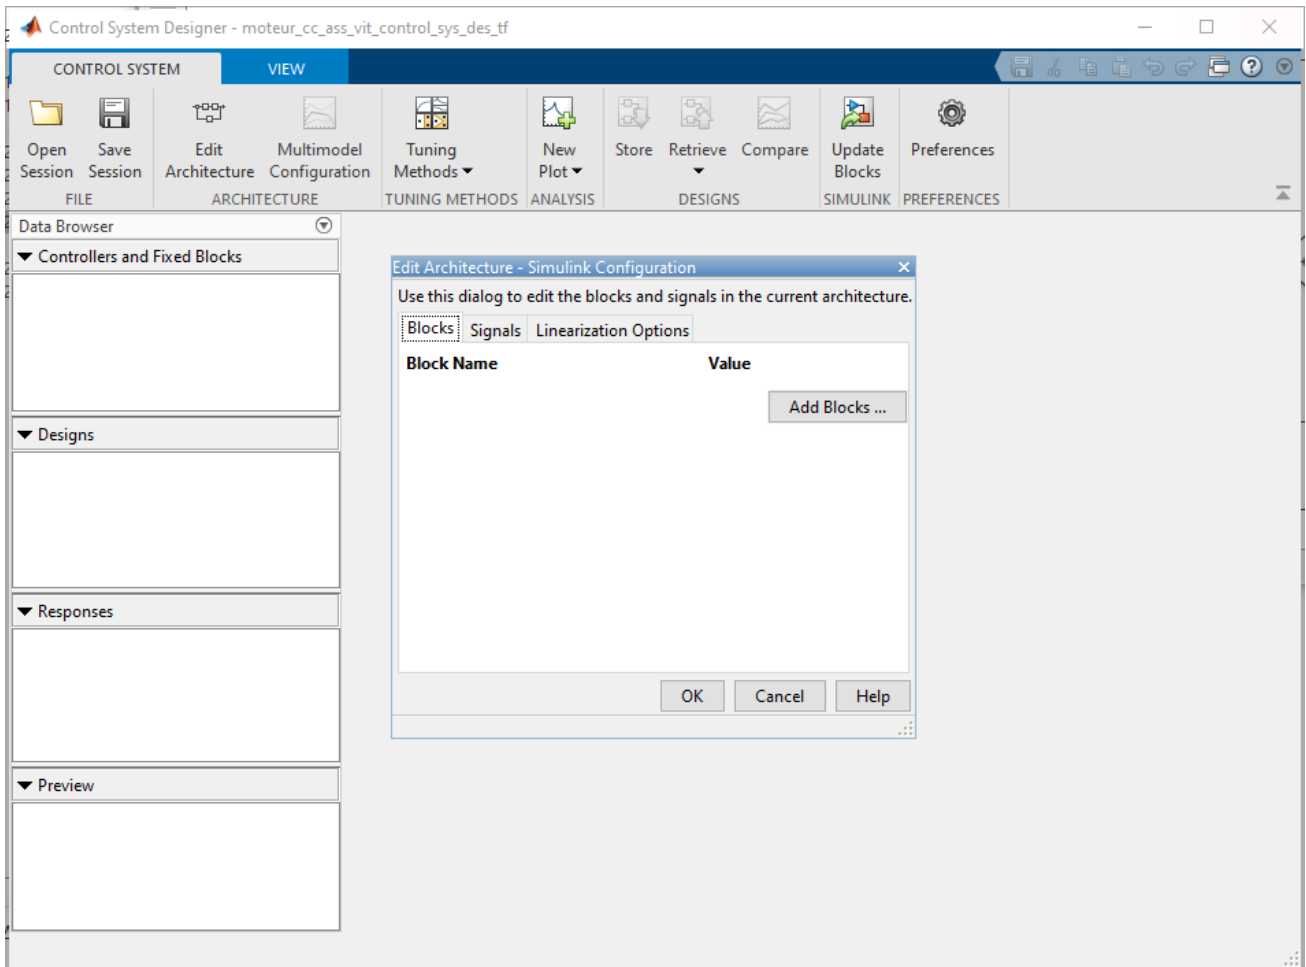 Control System Designer - moteur_cc_ass_vit_control_sys_des_tf
CONTROL SYSTEM VIEW
Open Session Save Session Edit Architecture Multimodel Configuration Tuning Methods New Plot Store Retrieve Compare Update Blocks Preferences
FILE ARCHITECTURE TUNING METHODS ANALYSIS DESIGNS SIMULINK PREFERENCES
Data Browser
Controllers and Fixed Blocks
Edit Architecture - Simulink Configuration
Use this dialog to edit the blocks and signals in the current architecture.
Blocks Signals Linearization Options
Block Name Value
Add Blocks ...
Designs
Responses
OK Cancel Help
Preview